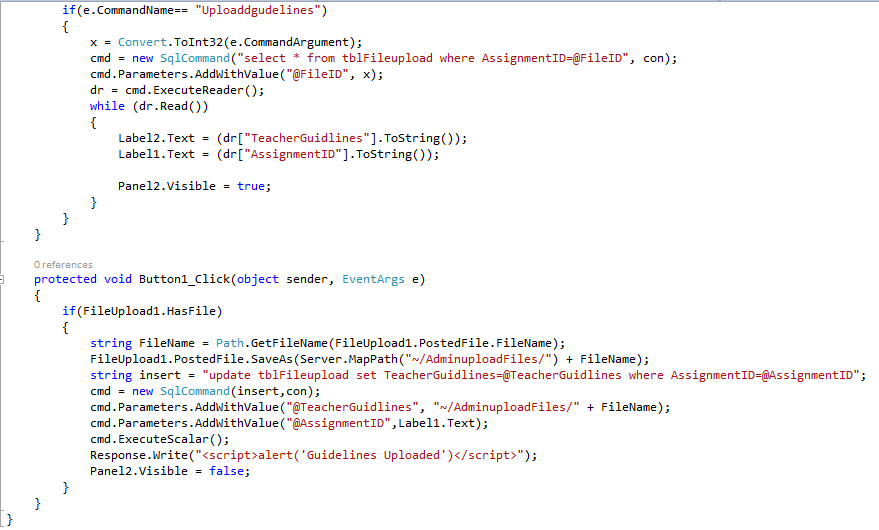 if(e.CommandName== "Uploaddgudelines")
{
x = Convert.ToInt32(e.CommandArgument);
cmd = new SqlCommand("select * from tblFileupload where AssignmentID=@FileID", con);
cmd.Parameters.AddWithValue("@FileID", x);
dr = cmd.ExecuteReader();
while (dr.Read())
{
Label2.Text = (dr["TeacherGuidlines"].ToString());
Label1.Text = (dr["AssignmentID"].ToString());
Panel2.Visible = true;
}
}
}
0 references
protected void Button1_Click(object sender, EventArgs e)
{
if(FileUpload1.HasFile)
{
string FileName = Path.GetFileName(FileUpload1.PostedFile.FileName);
FileUpload1.PostedFile.SaveAs(Server.MapPath("~/AdminuploadFiles/") + FileName);
string insert = "update tblFileupload set TeacherGuidlines=@TeacherGuidlines where AssignmentID=@AssignmentID";
cmd = new SqlCommand(insert,con);
cmd.Parameters.AddWithValue("@TeacherGuidlines", "~/AdminuploadFiles/" + FileName);
cmd.Parameters.AddWithValue("@AssignmentID",Label1.Text);
cmd.ExecuteScalar();
Response.Write("<script>alert('Guidelines Uploaded')</script>");
Panel2.Visible = false;
}
}
}